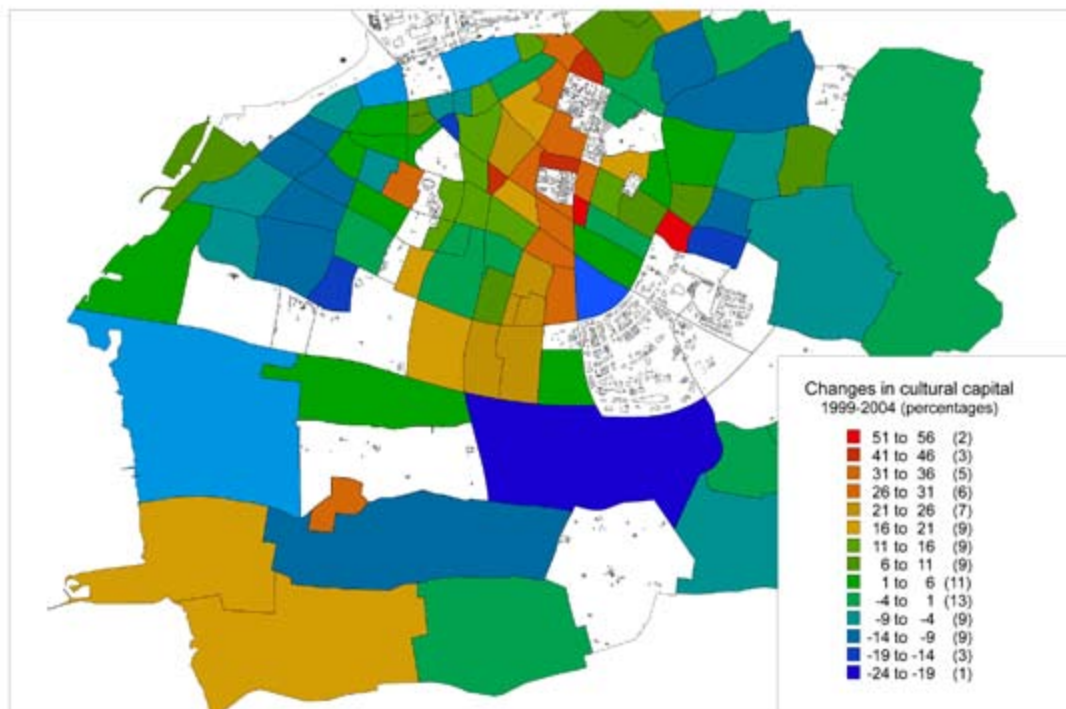 Changes in cultural capital
1999-2004 (percentages)
51 to 56 (2)
41 to 46 (3)
31 to 36 (5)
26 to 31 (6)
21 to 26 (7)
16 to 21 (9)
11 to 16 (9)
6 to 11 (9)
1 to 6 (11)
-4 to 1 (13)
-9 to -4 (9)
-14 to -9 (9)
-19 to -14 (3)
-24 to -19 (1)